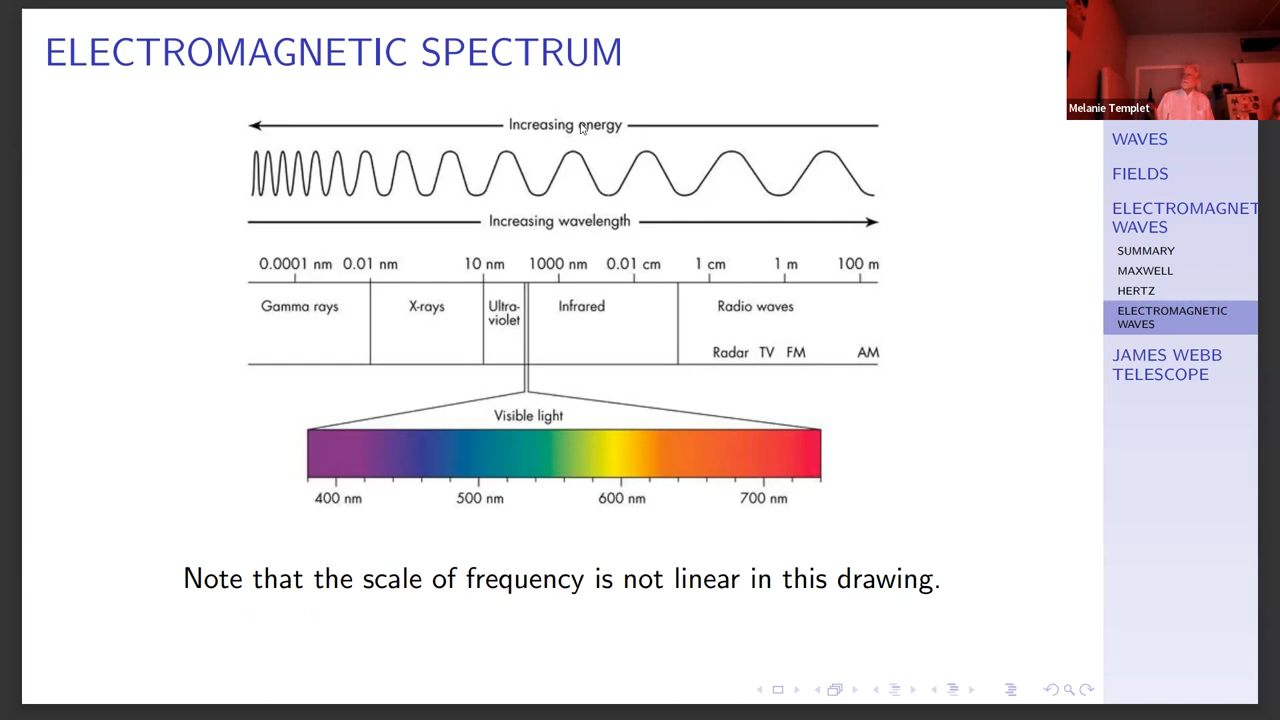 ELECTROMAGNETIC SPECTRUM
Increasing energy
Increasing wavelength
0.0001 nm 0.01 nm 10 nm 1000 nm 0.01 cm 1 cm 1 m 100 m
Gamma rays X-rays Ultra-violet Infrared Radio waves
Radar TV FM AM
Visible light
400 nm 500 nm 600 nm 700 nm
Note that the scale of frequency is not linear in this drawing.
Melanie Templet
WAVES
FIELDS
ELECTROMAGNET
WAVES
SUMMARY
MAXWELL
HERTZ
ELECTROMAGNETIC
WAVES
JAMES WEBB
TELESCOPE